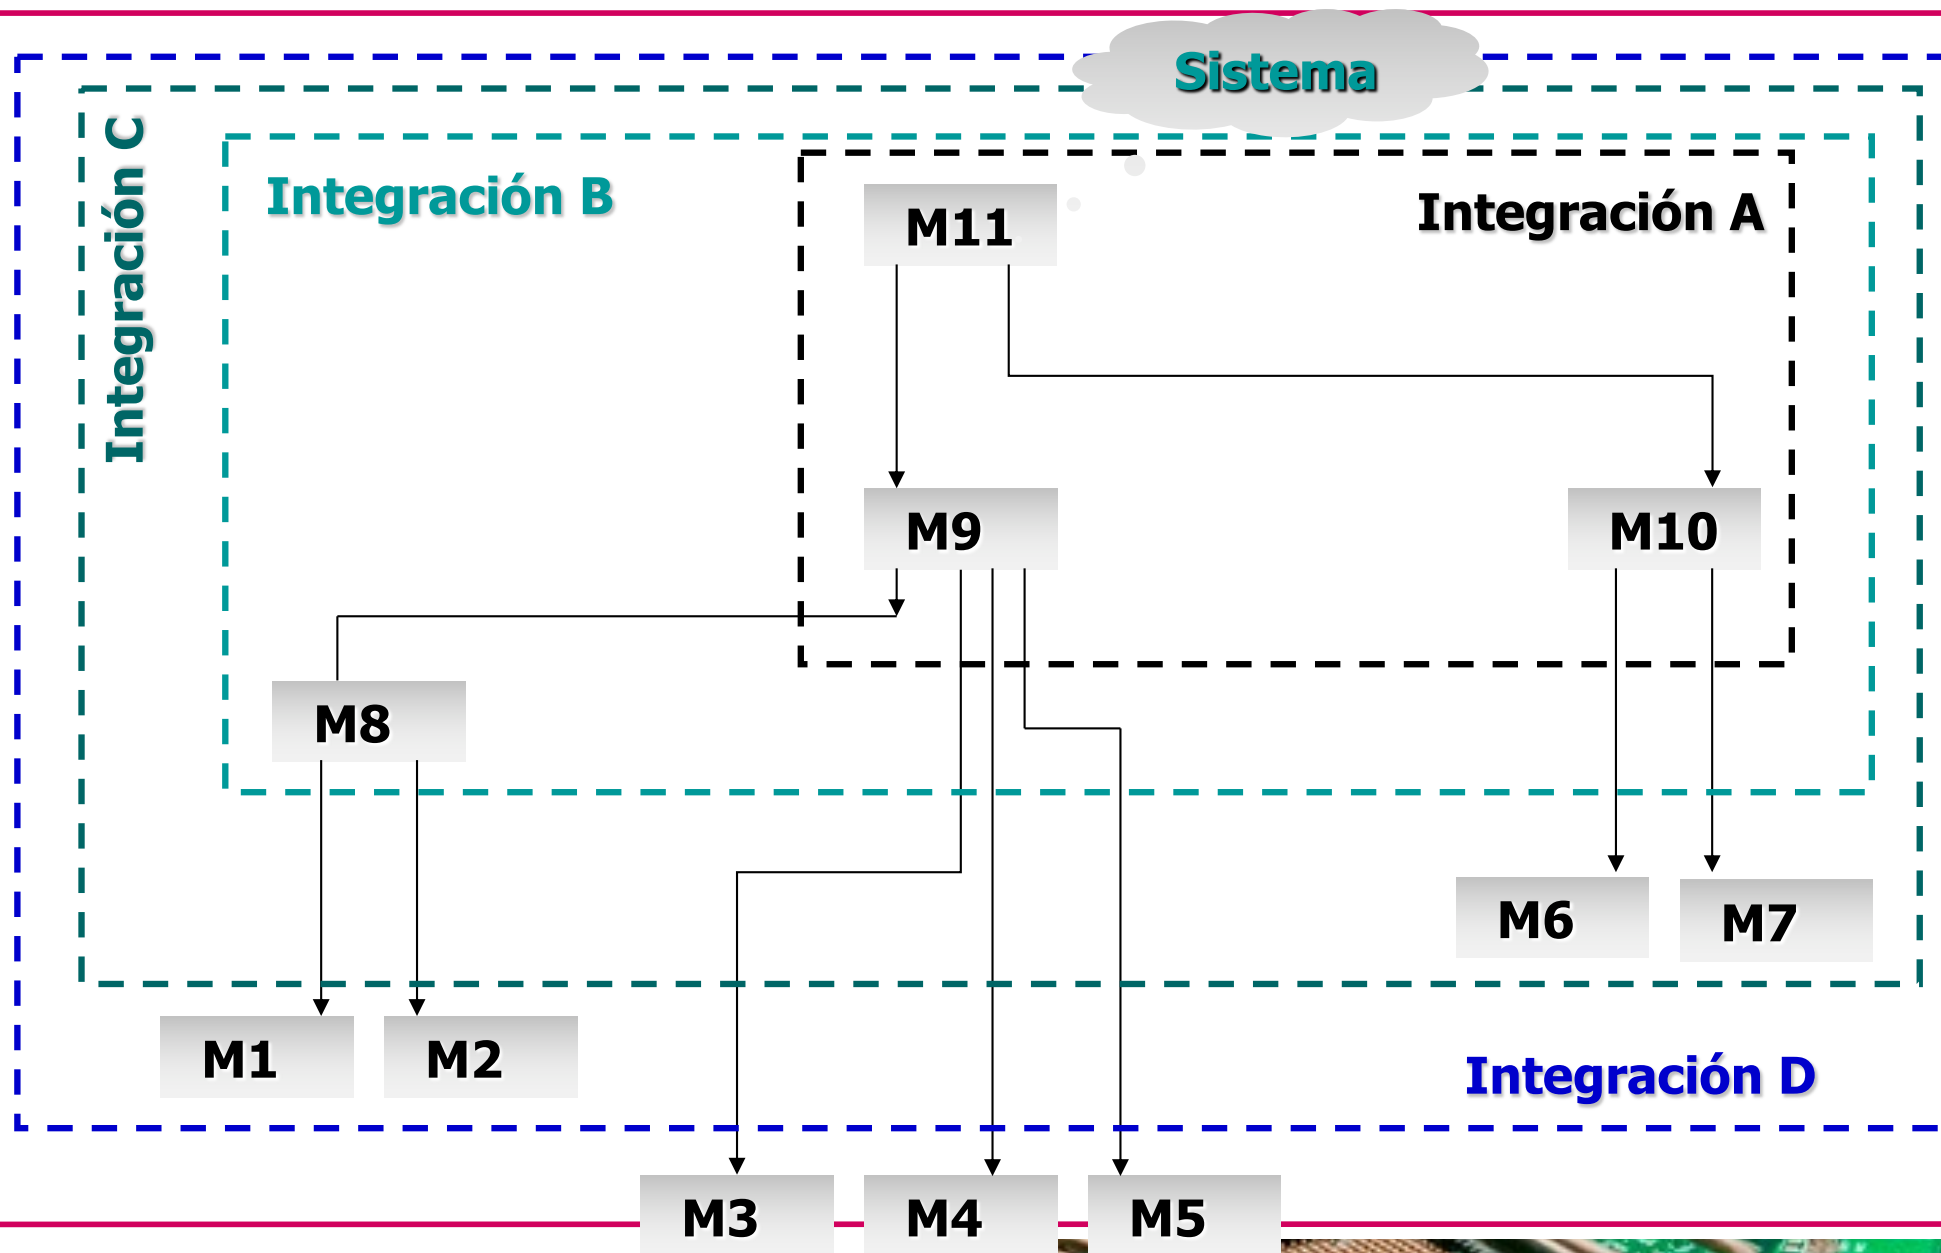 Sistema
Integración C
Integración B
Integración A
M11
M9
M10
M8
M6
M7
M1
M2
Integración D
M3
M4
M5